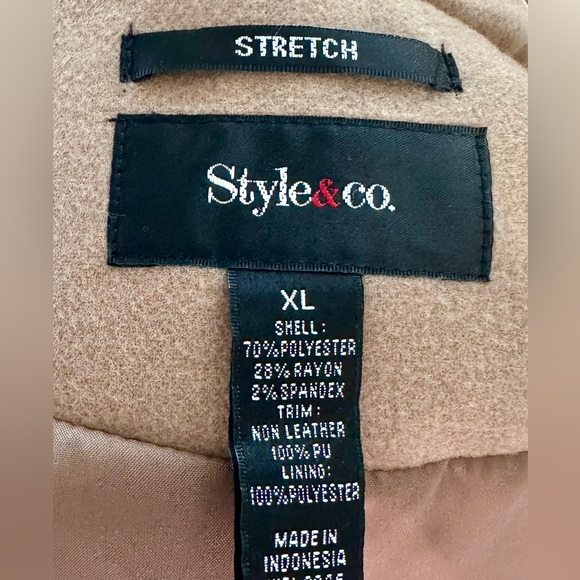 STRETCH
Style&co.
XL
SHELL:
70%POLYESTER
28%RAYON
2%SPANDEX
TRIM:
NON LEATHER
100%PU
LINING:
100%POLYESTER
MADE IN
INDONESIA